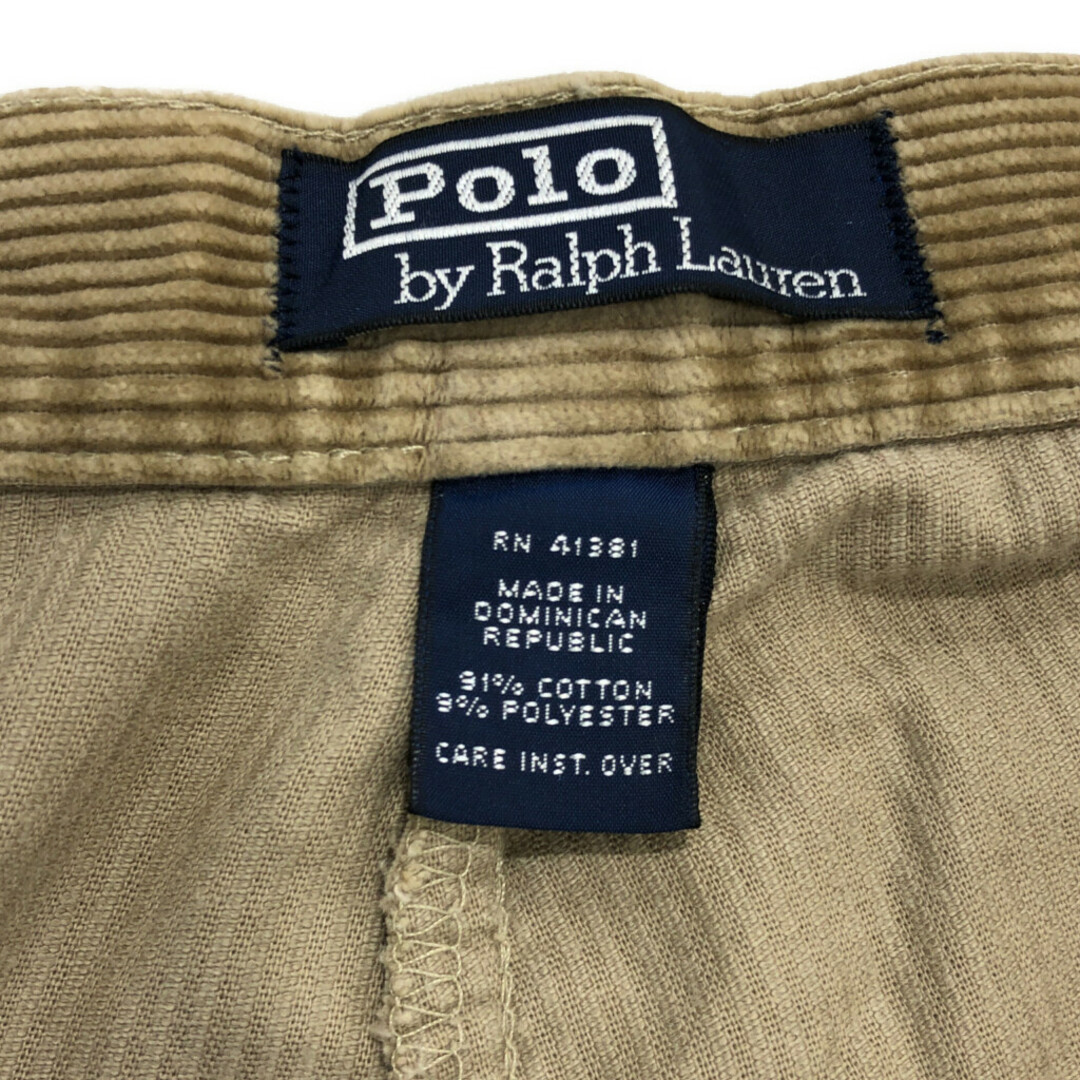 Polo
by Ralph Lauren
RN 41381
MADE IN
DOMINICAN
REPUBLIC
91% COTTON
9% POLYESTER
CARE INST. OVER